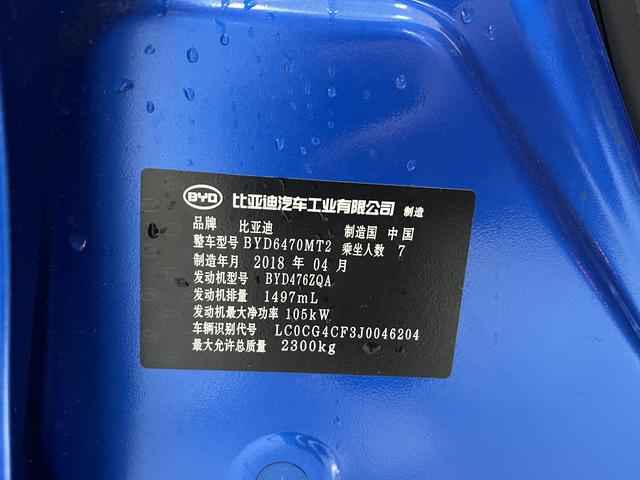 BYD 比亚迪汽车工业有限公司 制造
品牌 比亚迪 制造国 中国
整车型号 BYD6470MT2 乘坐人数 7
制造年月 2018 年 04 月
发动机型号 BYD476ZQA
发动机排量 1497mL
发动机最大净功率 105kW
车辆识别代号 LC0CG4CF3J0046204
最大允许总质量 2300kg